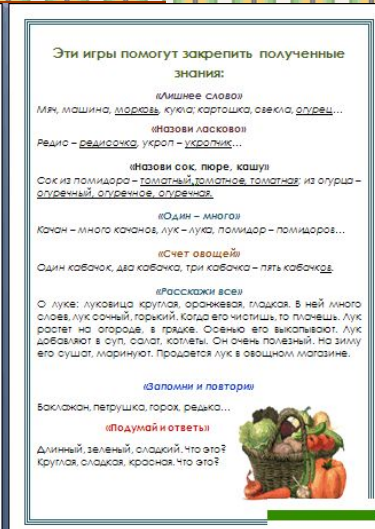 Эти игры помогут закрепить полученные
знания:
«Лишнее слово»
Мяч, машина, морковь, кукла; картошка, свекла, огурец…
«Назови ласково»
Редис – редисочка, укроп – укропчик…
«Назови сок, пюре, кашу»
Сок из помидора – томатный, томатное, томатная; из огурца –
огуречный, огуречное, огуречная.
«Один – много»
Качан – много качанов, лук – лука, помидор – помидоров…
«Счет овощей»
Один кабачок, два кабачка, три кабачка – пять кабачков.
«Расскажи все»
О луке: луковица круглая, оранжевая, гладкая. В ней много
слоев, лук сочный, горький. Когда его чистишь, то плачешь. Лук
растет на огороде, в грядке. Осенью его выкапывают. Лук
добавляют в суп, салат, котлеты. Он очень полезный. На зиму
его сушат, маринуют. Продается лук в овощном магазине.
«Запомни и повтори»
Баклажан, петрушка, горох, редька…
«Подумай и ответь»
Длинный, зеленый, сладкий. Что это?
Круглая, сладкая, красная. Что это?